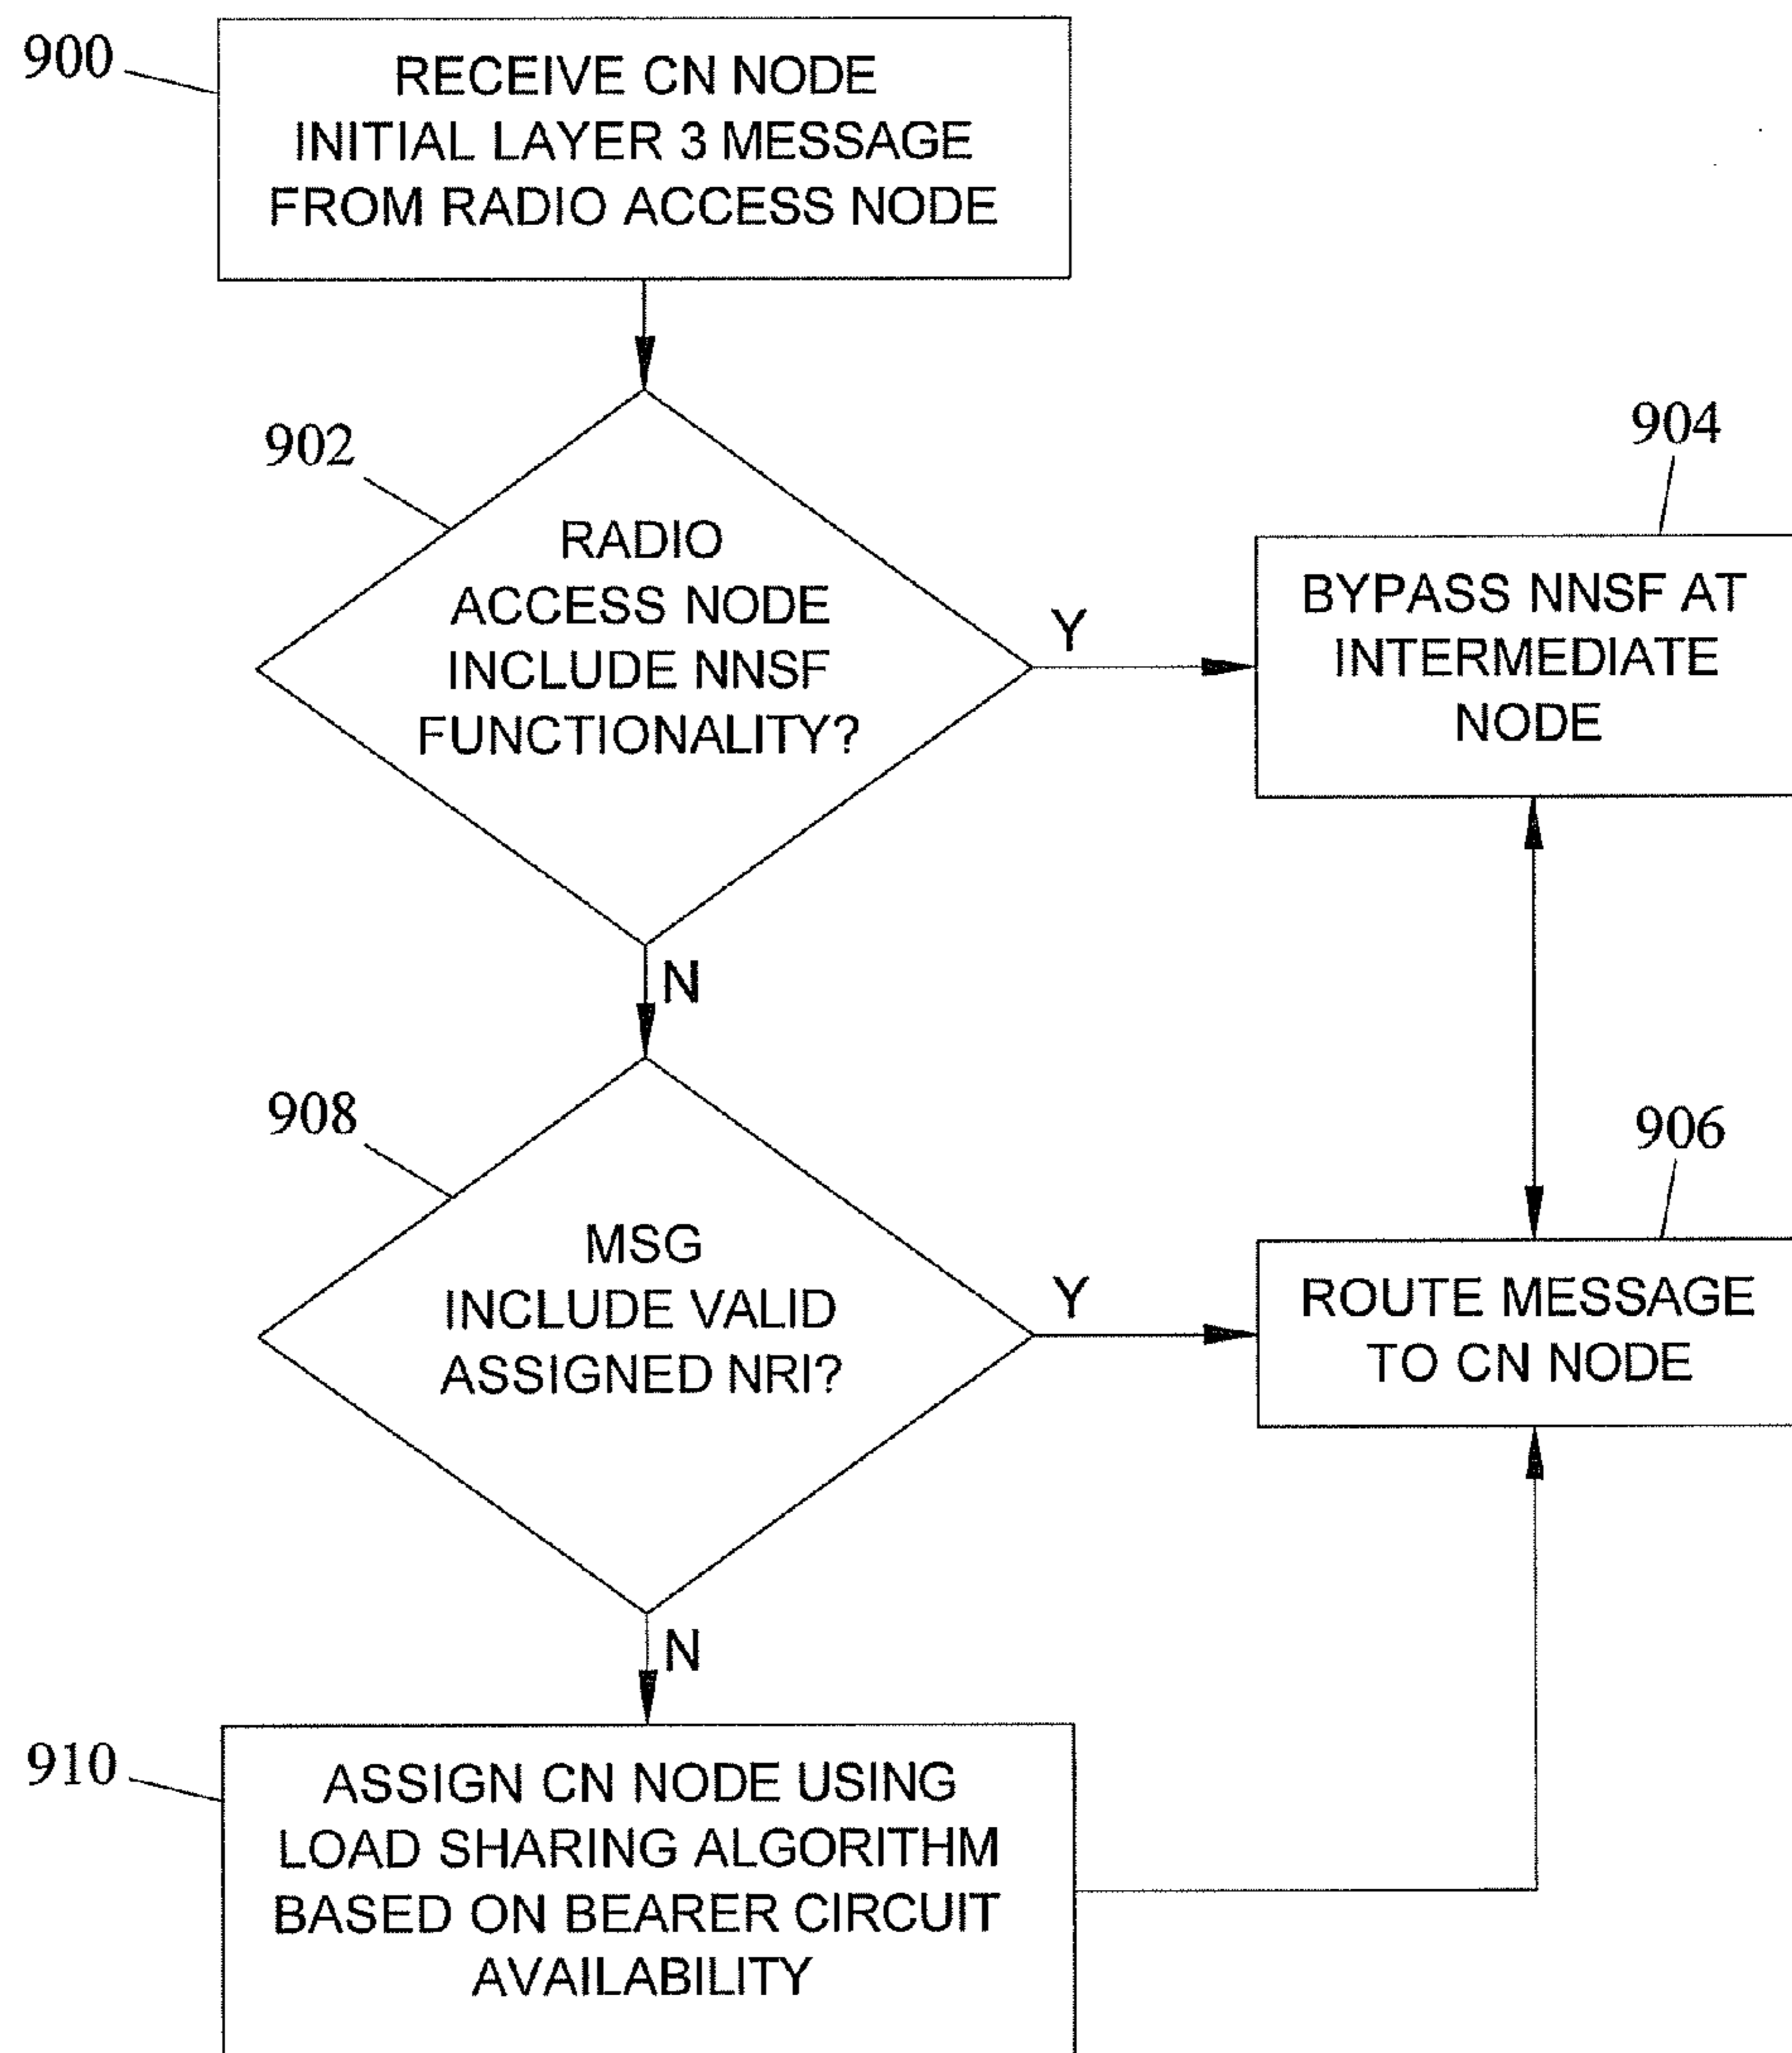 900
RECEIVE CN NODE
INITIAL LAYER 3 MESSAGE
FROM RADIO ACCESS NODE
902
RADIO
ACCESS NODE
INCLUDE NNSF
FUNCTIONALITY?
Y
904
BYPASS NNSF AT
INTERMEDIATE
NODE
N
908
MSG
INCLUDE VALID
ASSIGNED NRI?
Y
906
ROUTE MESSAGE
TO CN NODE
N
910
ASSIGN CN NODE USING
LOAD SHARING ALGORITHM
BASED ON BEARER CIRCUIT
AVAILABILITY